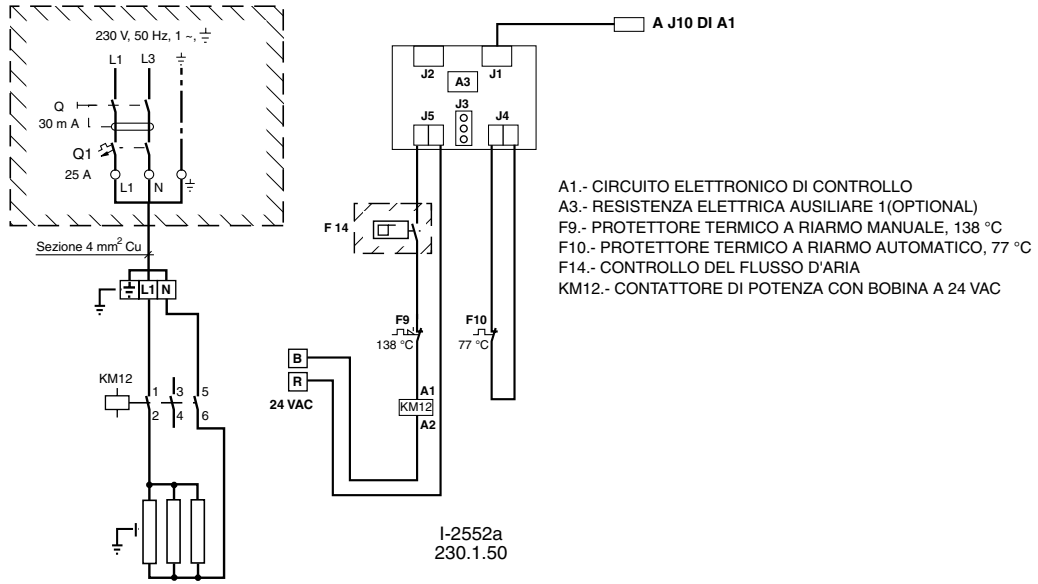 230 V, 50 Hz, 1 ~,
L1 L3
Q
30 m A
Q1
25 A
L1 N
Sezione 4 mm2 Cu
L1 N
KM12
1 3 5
2 4 6
A J10 DI A1
J2 J1
A3
J3
J5 J4
F 14
F9
138 °C
F10
77 °C
B
R
24 VAC
A1
KM12
A2
A1.- CIRCUITO ELETTRONICO DI CONTROLLO
A3.- RESISTENZA ELETTRICA AUSILIARE 1(OPTIONAL)
F9.- PROTETTORE TERMICO A RIARMO MANUALE, 138 °C
F10.- PROTETTORE TERMICO A RIARMO AUTOMATICO, 77 °C
F14.- CONTROLLO DEL FLUSSO D'ARIA
KM12.- CONTATTORE DI POTENZA CON BOBINA A 24 VAC
I-2552a
230.1.50